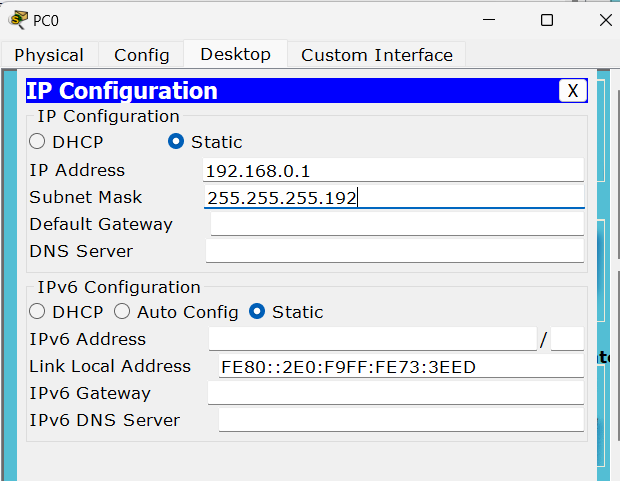 PC0
Physical Config Desktop Custom Interface
IP Configuration X
IP Configuration
DHCP Static
IP Address 192.168.0.1
Subnet Mask 255.255.255.192
Default Gateway
DNS Server
IPv6 Configuration
DHCP Auto Config Static
IPv6 Address /
Link Local Address FE80::2E0:F9FF:FE73:3EED
IPv6 Gateway
IPv6 DNS Server